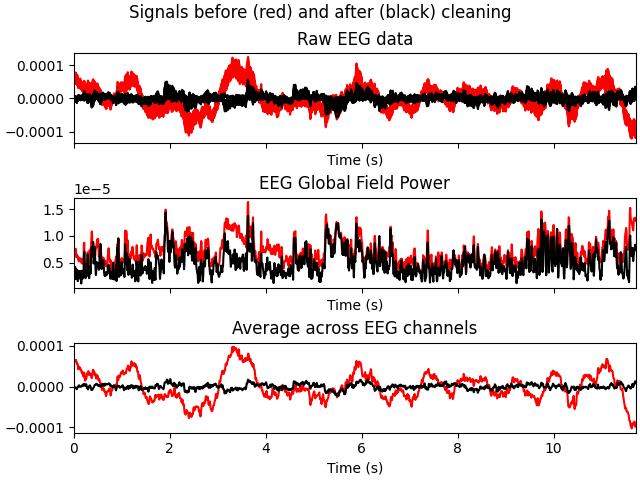 Signals before (red) and after (black) cleaning
Raw EEG data
0.0001
0.0000
−0.0001
Time (s)
EEG Global Field Power
1e−5
1.5
1.0
0.5
Time (s)
Average across EEG channels
0.0001
0.0000
−0.0001
0 2 4 6 8 10
Time (s)